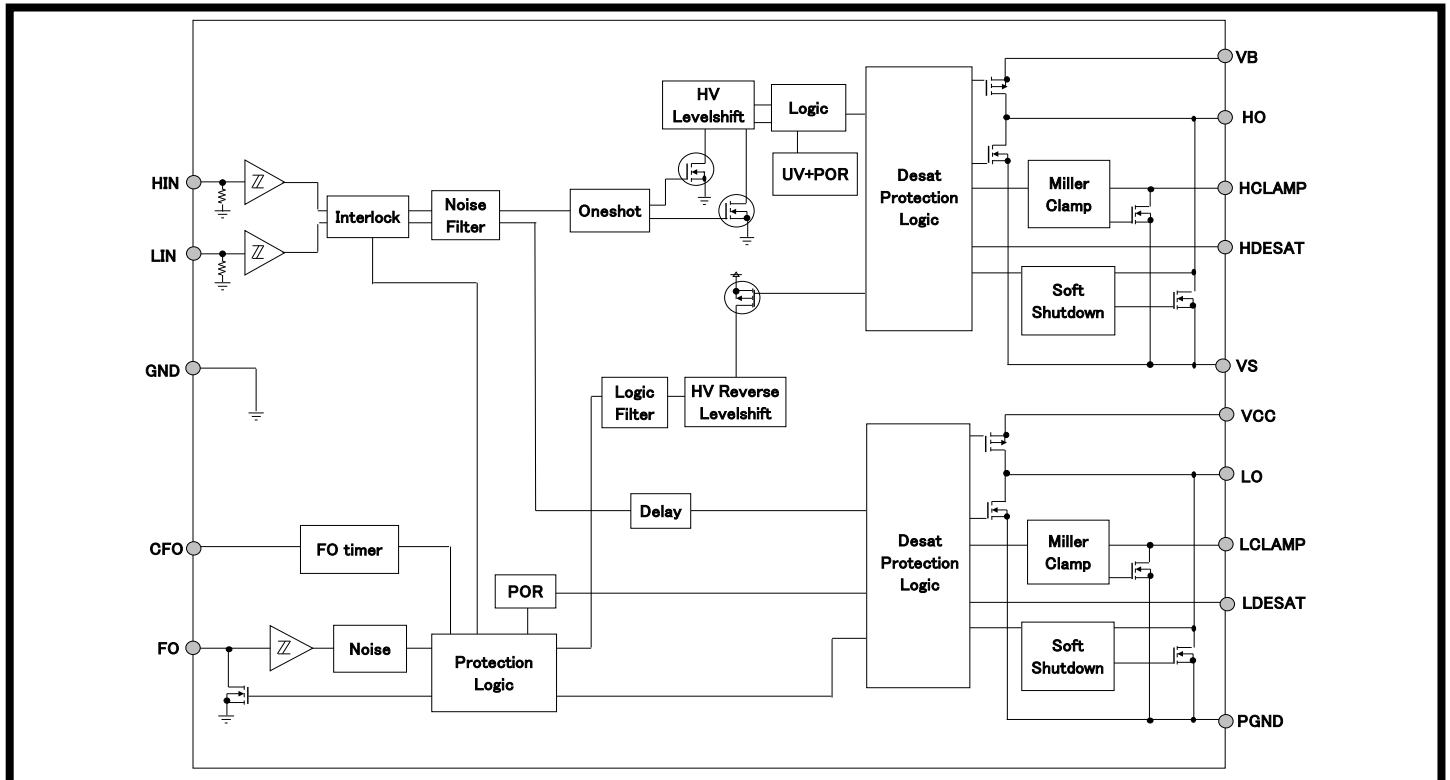 VB
HV
Levelshift
Logic
HO
Desat
Protection
Logic
UV+POR
HIN
Miller
Clamp
HCLAMP
Interlock
Noise
Filter
Oneshot
LIN
HDESAT
Soft
Shutdown
GND
VS
Logic
Filter
HV Reverse
Levelshift
VCC
LO
Delay
CFO
FO timer
Desat
Protection
Logic
Miller
Clamp
LCLAMP
POR
LDESAT
FO
Noise
Protection
Logic
Soft
Shutdown
PGND